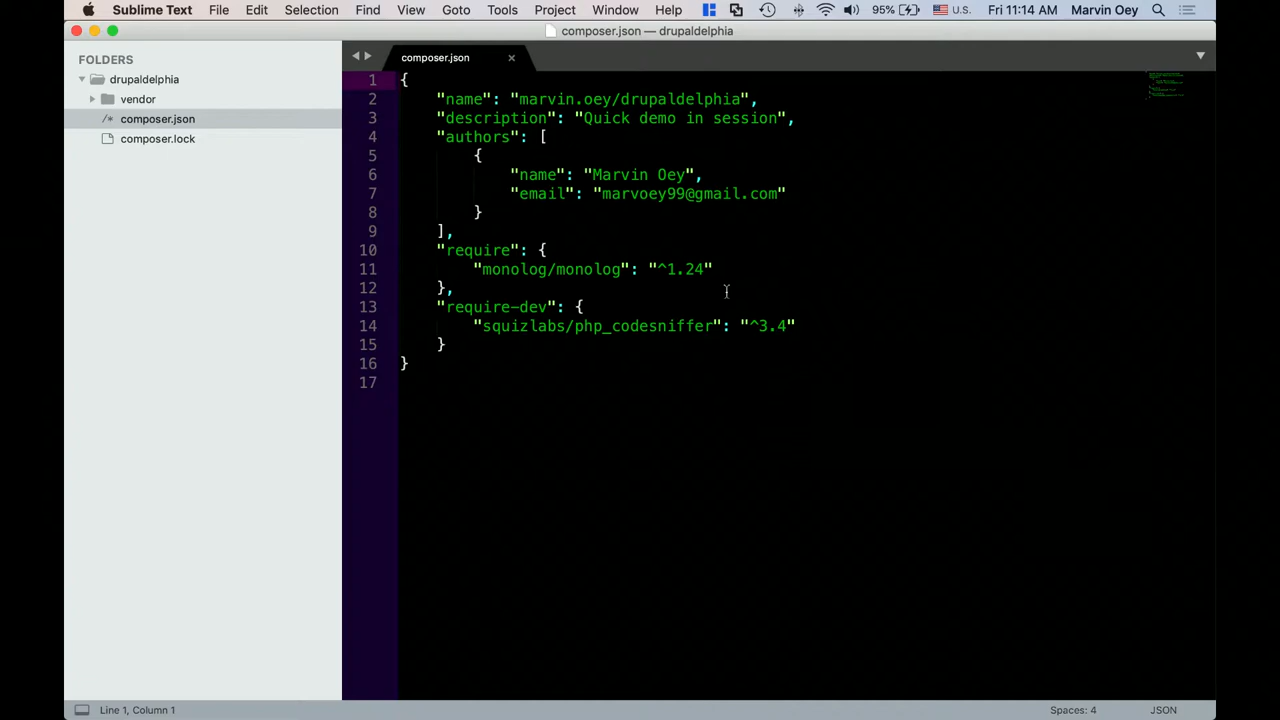 Sublime Text File Edit Selection Find View Goto Tools Project Window Help 95% U.S. Fri 11:14 AM Marvin Oey
composer.json — drupaldelphia
FOLDERS
drupaldelphia
vendor
/* composer.json
composer.lock
composer.json ×
1 {
2 "name": "marvin.oey/drupaldelphia",
3 "description": "Quick demo in session",
4 "authors": [
5 {
6 "name": "Marvin Oey",
7 "email": "marvoey99@gmail.com"
8 }
9 ],
10 "require": {
11 "monolog/monolog": "^1.24"
12 },
13 "require-dev": {
14 "squizlabs/php_codesniffer": "^3.4"
15 }
16 }
17
Line 1, Column 1 Spaces: 4 JSON